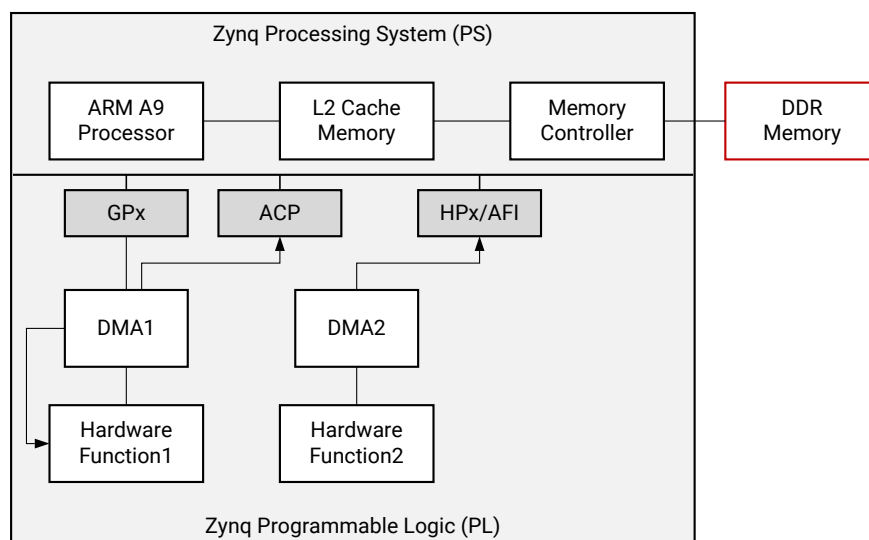 Zynq Processing System (PS)
ARM A9
Processor
L2 Cache
Memory
Memory
Controller
DDR
Memory
GPx
ACP
HPx/AFI
DMA1
DMA2
Hardware
Function1
Hardware
Function2
Zynq Programmable Logic (PL)